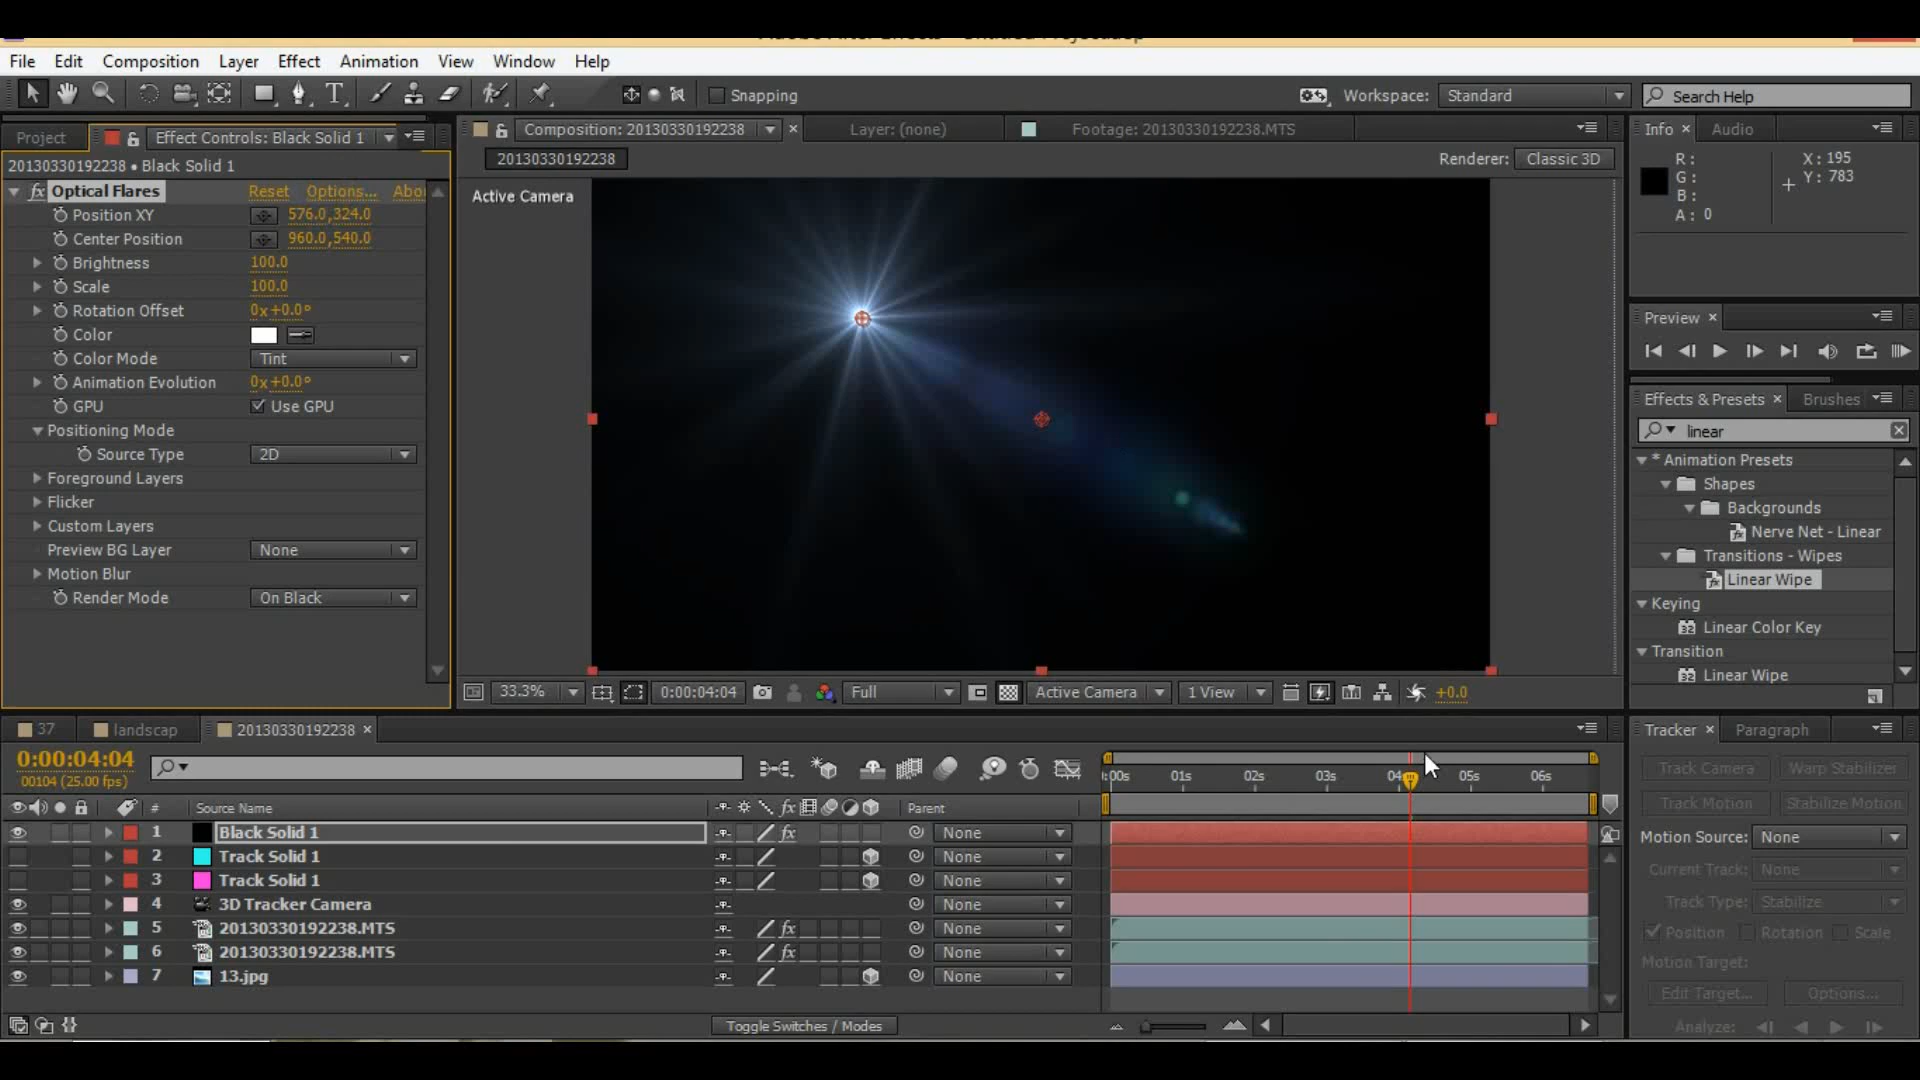 File Edit Composition Layer Effect Animation View Window Help
Snapping
Workspace: Standard
Search Help
Project
Effect Controls: Black Solid 1
20130330192238 • Black Solid 1
fx Optical Flares Reset Options... Abou
Position XY 576.0,324.0
Center Position 960.0,540.0
Brightness 100.0
Scale 100.0
Rotation Offset 0x+0.0°
Color
Color Mode Tint
Animation Evolution 0x+0.0°
GPU Use GPU
Positioning Mode
Source Type 2D
Foreground Layers
Flicker
Custom Layers
Preview BG Layer None
Motion Blur
Render Mode On Black
Composition: 20130330192238
Layer: (none)
Footage: 20130330192238.MTS
20130330192238
Renderer: Classic 3D
Active Camera
33.3% 0:00:04:04 Full Active Camera 1 View +0.0
Info Audio
R: X: 195
G: Y: 783
B:
A: 0
Preview
Effects & Presets Brushes
linear
* Animation Presets
Shapes
Backgrounds
Nerve Net - Linear
Transitions - Wipes
Linear Wipe
Keying
32 Linear Color Key
Transition
32 Linear Wipe
37 landscap 20130330192238
0:00:04:04
00104 (25.00 fps)
:00s 01s 02s 03s 04 05s 06s
# Source Name fx Parent
1 Black Solid 1 fx None
2 Track Solid 1 None
3 Track Solid 1 None
4 3D Tracker Camera None
5 20130330192238.MTS fx None
6 20130330192238.MTS fx None
7 13.jpg None
Toggle Switches / Modes
Tracker Paragraph
Track Camera Warp Stabilizer
Track Motion Stabilize Motion
Motion Source: None
Current Track: None
Track Type: Stabilize
Position Rotation Scale
Motion Target:
Edit Target... Options...
Analyze: